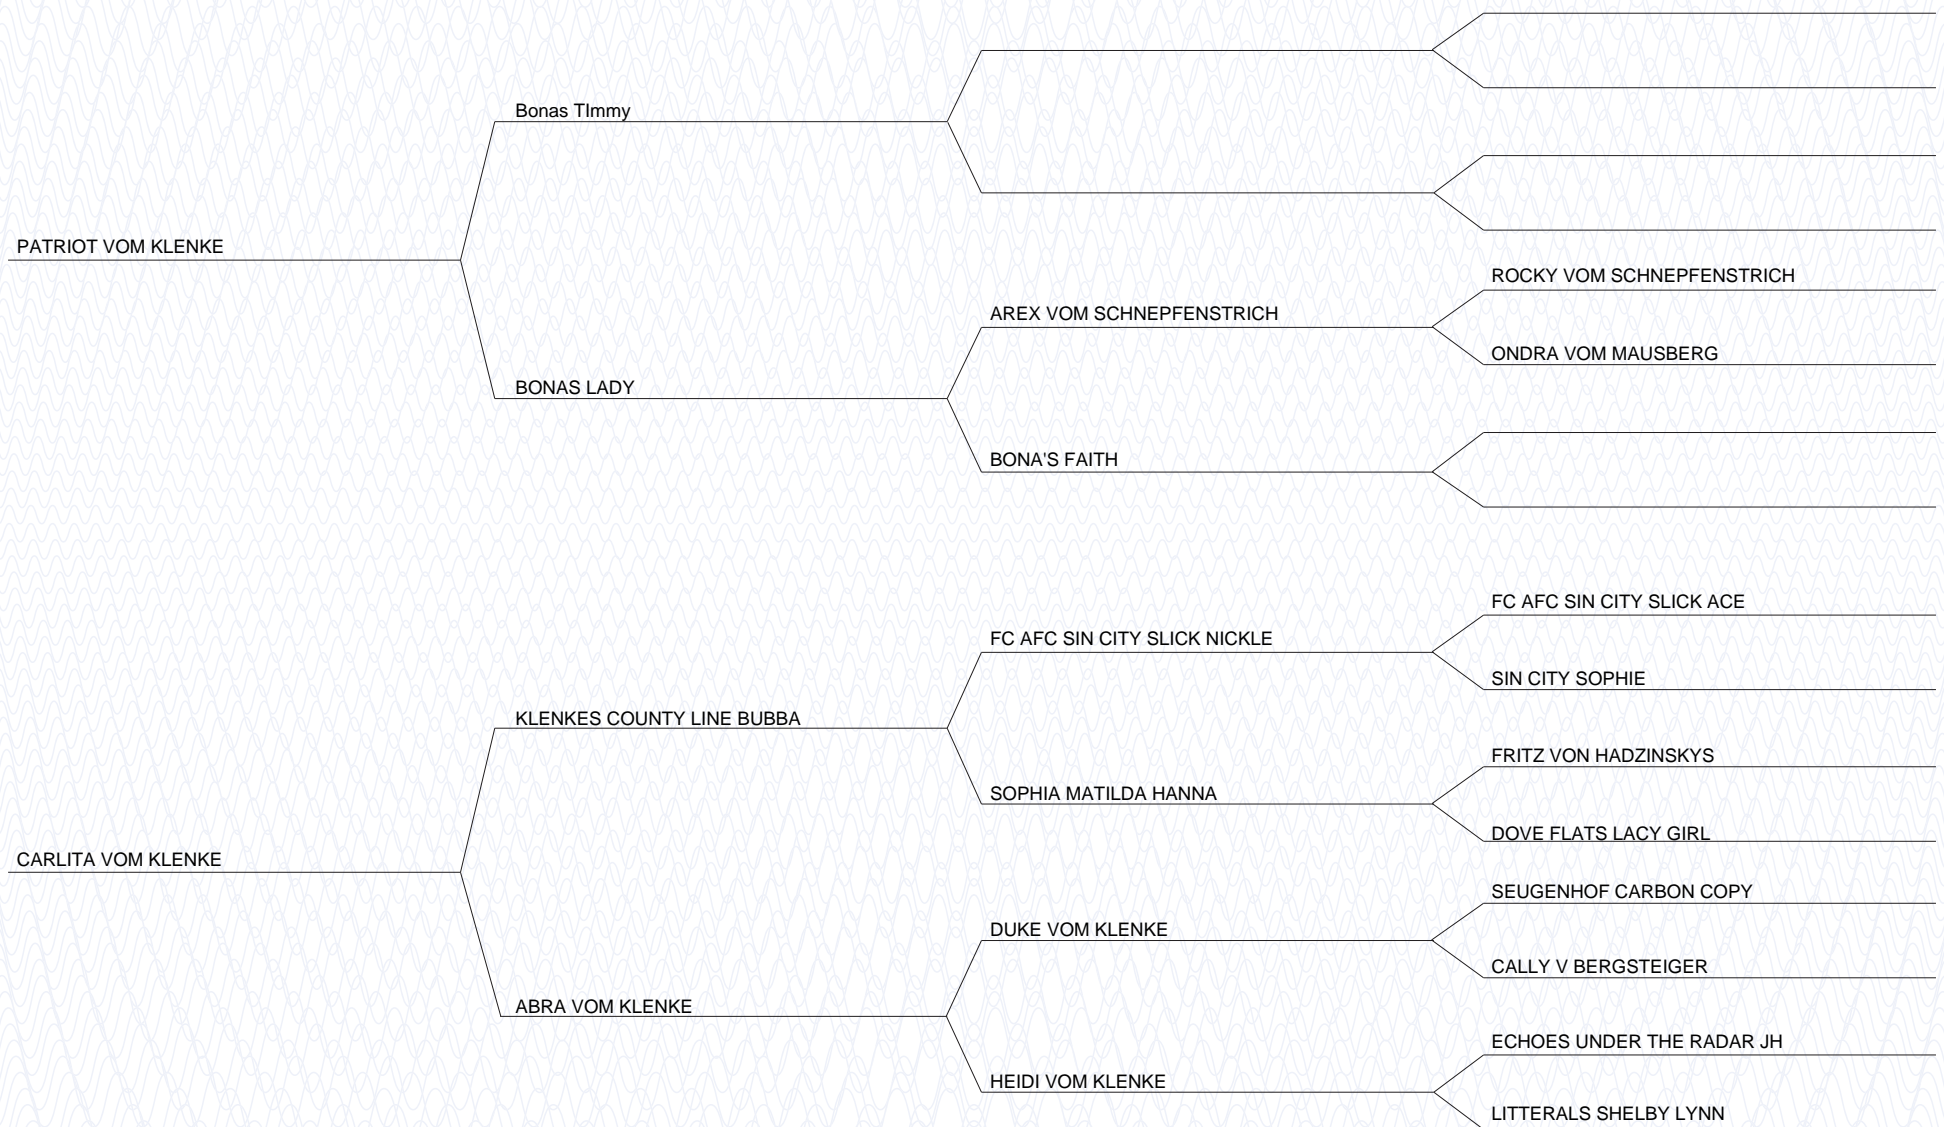 Bonas TImmy
PATRIOT VOM KLENKE
ROCKY VOM SCHNEPFENSTRICH
AREX VOM SCHNEPFENSTRICH
ONDRA VOM MAUSBERG
BONAS LADY
BONA'S FAITH
FC AFC SIN CITY SLICK ACE
FC AFC SIN CITY SLICK NICKLE
SIN CITY SOPHIE
KLENKES COUNTY LINE BUBBA
FRITZ VON HADZINSKYS
SOPHIA MATILDA HANNA
DOVE FLATS LACY GIRL
CARLITA VOM KLENKE
SEUGENHOF CARBON COPY
DUKE VOM KLENKE
CALLY V BERGSTEIGER
ABRA VOM KLENKE
ECHOES UNDER THE RADAR JH
HEIDI VOM KLENKE
LITTERALS SHELBY LYNN